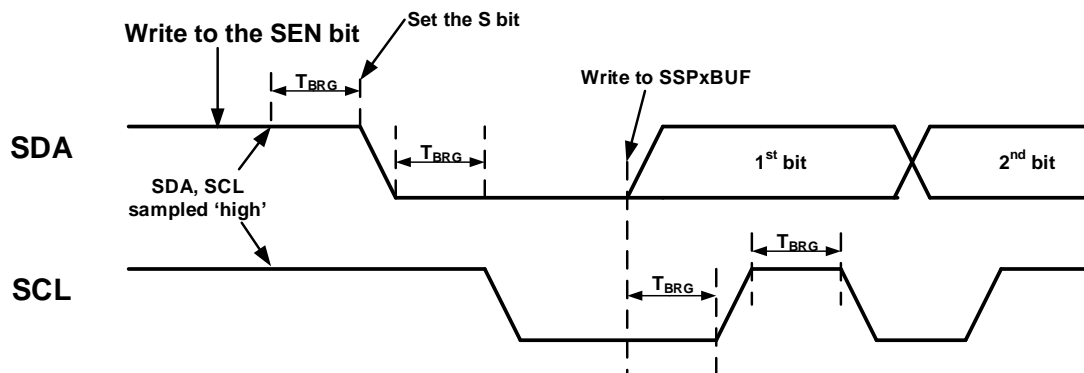 Write to the SEN bit
Set the S bit
TBRG
Write to SSPxBUF
SDA
TBRG
1st bit
2nd bit
SDA, SCL
sampled ‘high’
TBRG
SCL
TBRG